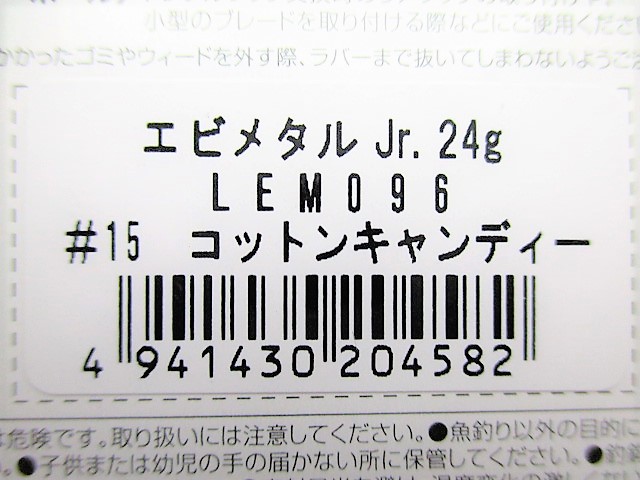 小型のブレードを取り付ける際などにご使用くださ
かかったゴミやウィードを外す際、ラバーまで抜いてしまわないようご
エビメタル Jr. 24g
LEM096
#15 コットンキャンディー
4 941430 204582
は危険です。取り扱いには注意してください。●魚釣り以外の目的に
●子供または幼児の手の届かない所に保管してください。●釣